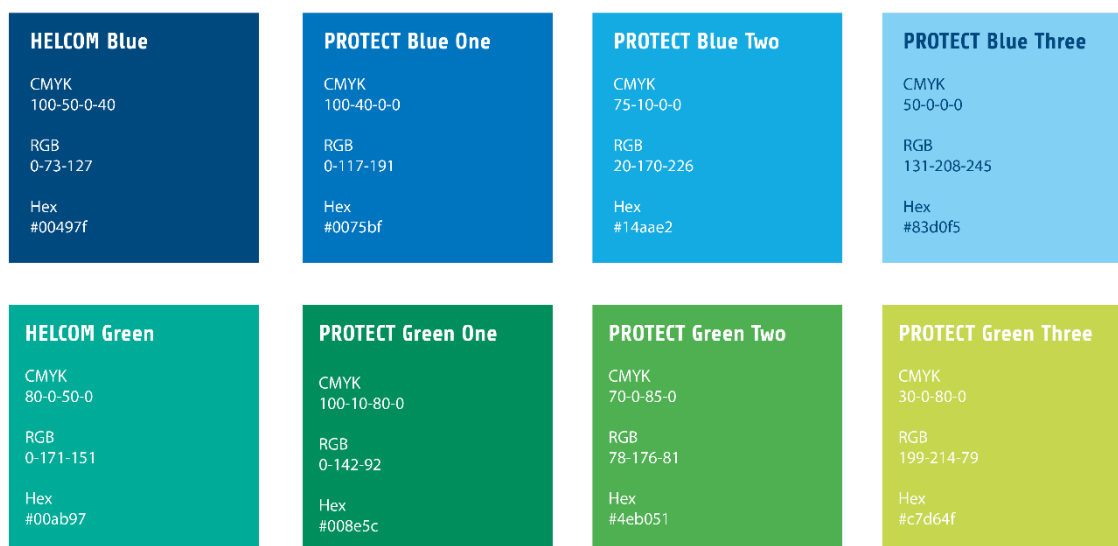 HELCOM Blue
CMYK
100-50-0-40
RGB
0-73-127
Hex
#00497f
PROTECT Blue One
CMYK
100-40-0-0
RGB
0-117-191
Hex
#0075bf
PROTECT Blue Two
CMYK
75-10-0-0
RGB
20-170-226
Hex
#14aae2
PROTECT Blue Three
CMYK
50-0-0-0
RGB
131-208-245
Hex
#83d0f5
HELCOM Green
CMYK
80-0-50-0
RGB
0-171-151
Hex
#00ab97
PROTECT Green One
CMYK
100-10-80-0
RGB
0-142-92
Hex
#008e5c
PROTECT Green Two
CMYK
70-0-85-0
RGB
78-176-81
Hex
#4eb051
PROTECT Green Three
CMYK
30-0-80-0
RGB
199-214-79
Hex
#c7d64f